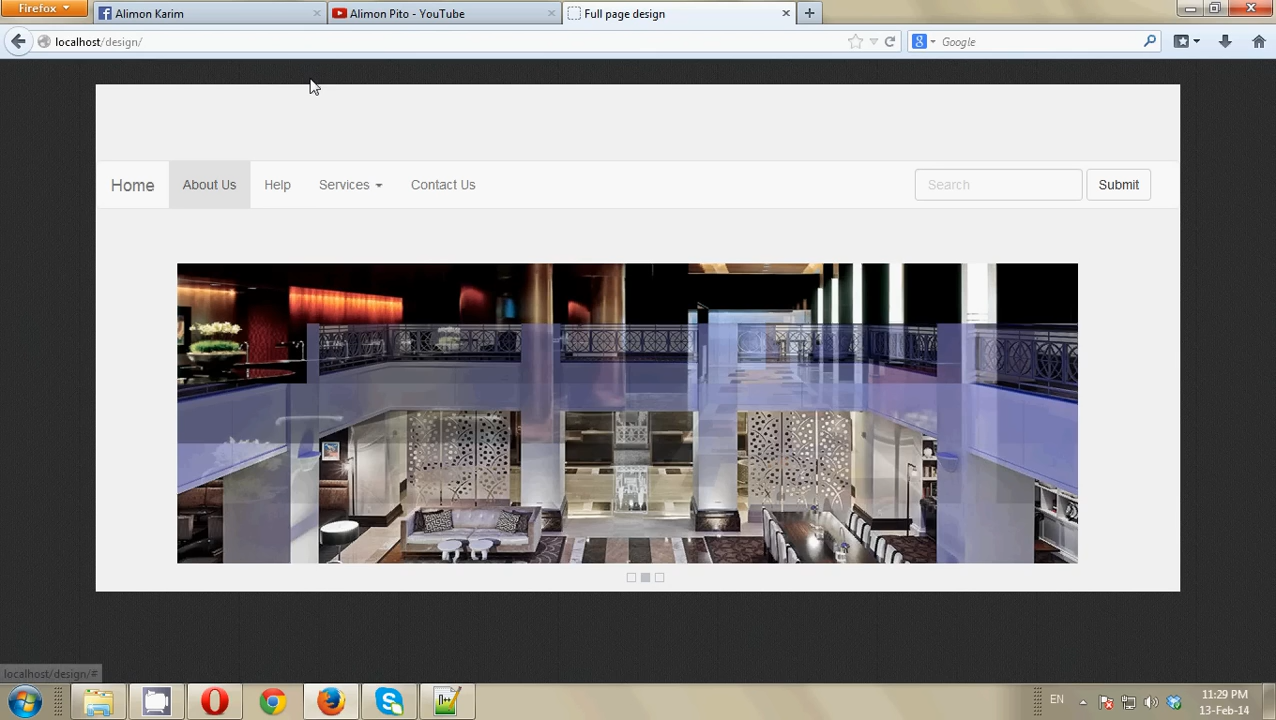 Firefox
Alimon Karim
Alimon Pito - YouTube
Full page design
localhost/design/
Google
Home
About Us
Help
Services
Contact Us
Search
Submit
localhost/design/#
EN
11:29 PM
13-Feb-14